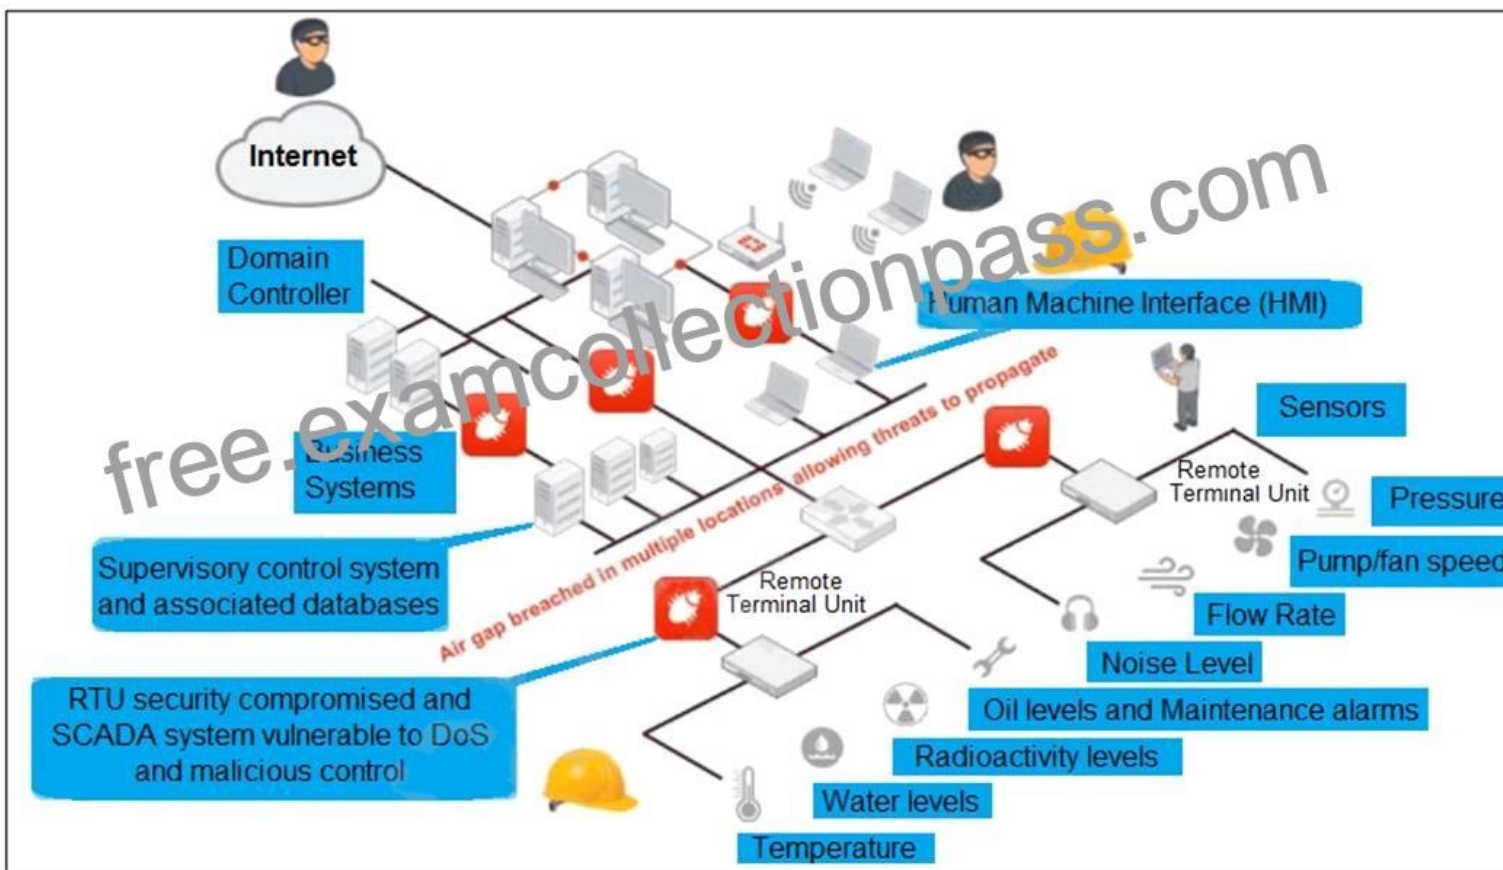 Internet
Domain
Controller
Human Machine Interface (HMI)
free.examcollectionpass.com
Business
Systems
Sensors
Air gap breached in multiple locations, allowing threats to propagate
Remote
Terminal Unit
Pressure
Pump/fan speed
Supervisory control system
and associated databases
Remote
Terminal Unit
Flow Rate
Noise Level
RTU security compromised and
SCADA system vulnerable to DoS
and malicious control
Oil levels and Maintenance alarms
Radioactivity levels
Water levels
Temperature